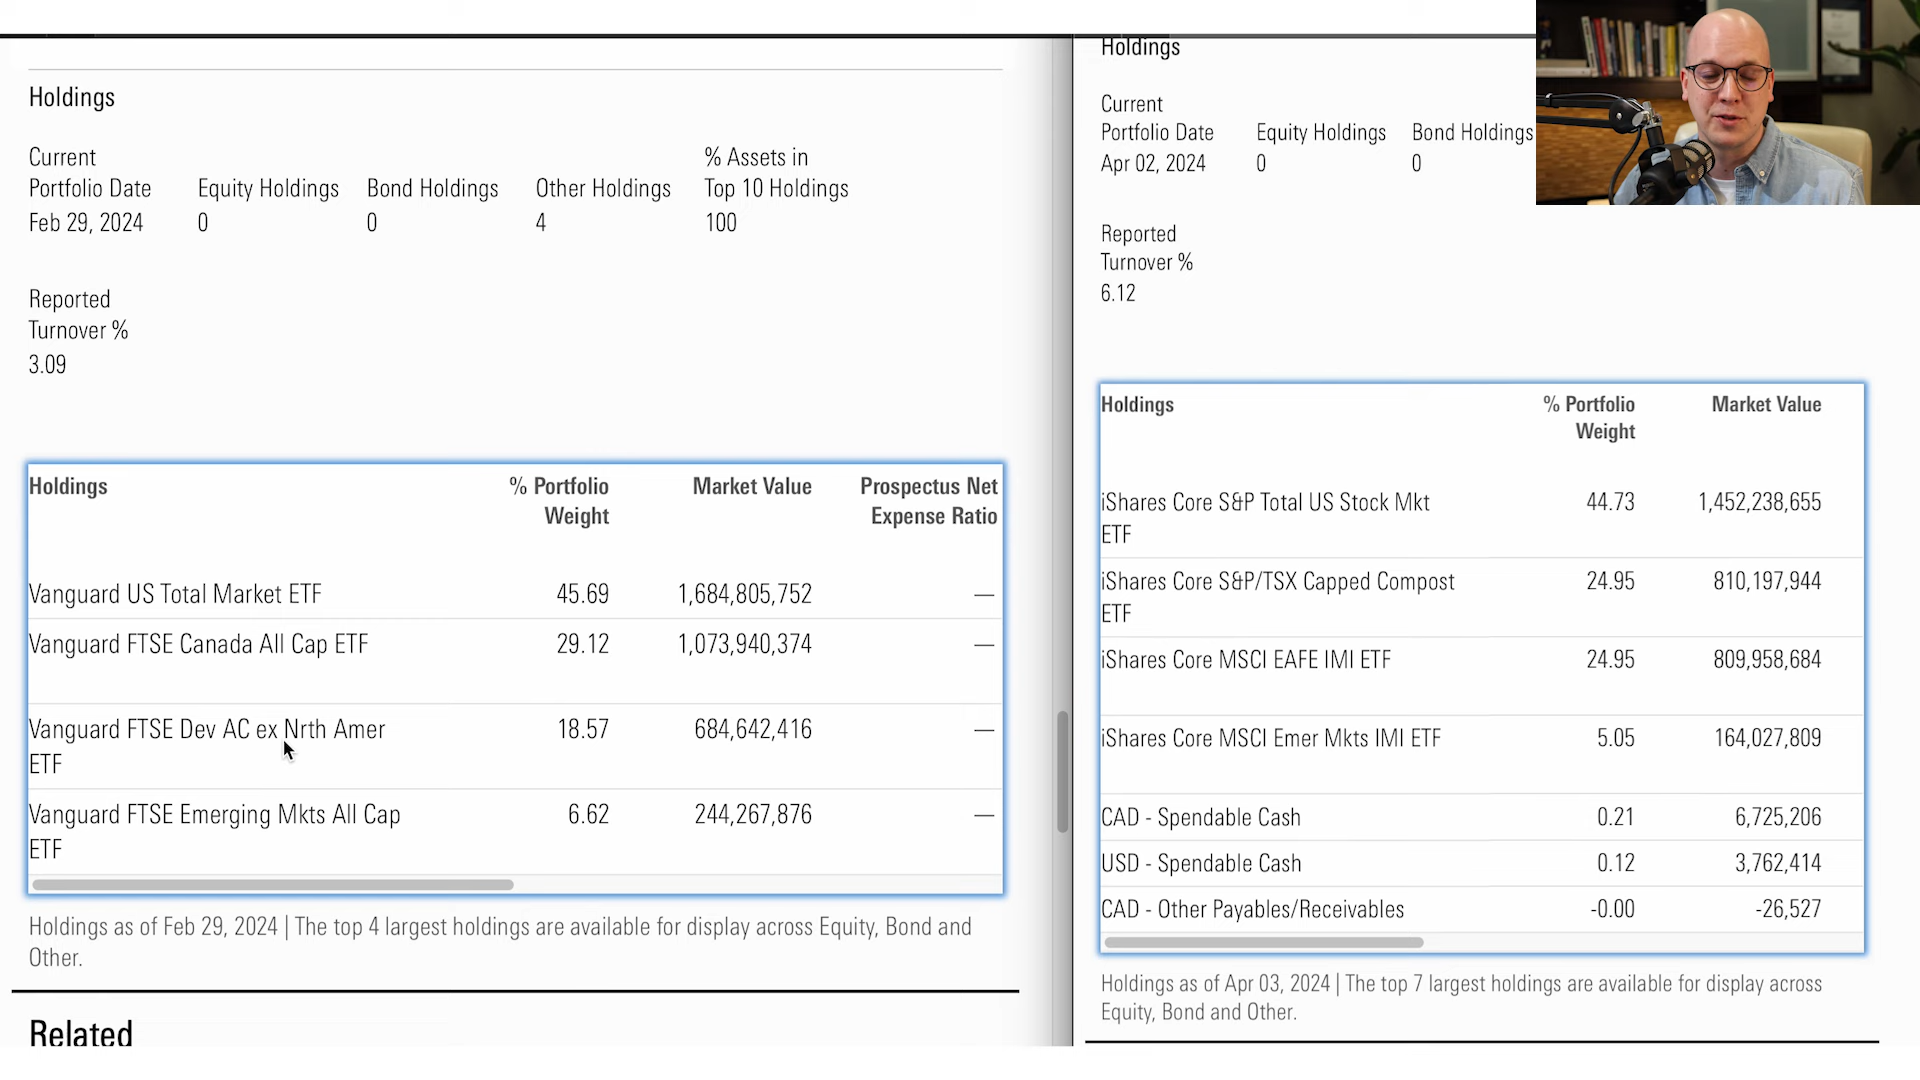 Holdings
Current
Portfolio Date
Feb 29, 2024
Equity Holdings
0
Bond Holdings
0
Other Holdings
4
% Assets in
Top 10 Holdings
100
Reported
Turnover %
3.09
Holdings
% Portfolio
Weight
Market Value
Prospectus Net
Expense Ratio
Vanguard US Total Market ETF 45.69 1,684,805,752 —
Vanguard FTSE Canada All Cap ETF 29.12 1,073,940,374 —
Vanguard FTSE Dev AC ex Nrth Amer 18.57 684,642,416 —
ETF
Vanguard FTSE Emerging Mkts All Cap 6.62 244,267,876 —
ETF
Holdings as of Feb 29, 2024 | The top 4 largest holdings are available for display across Equity, Bond and
Other.
Related
Holdings
Current
Portfolio Date
Apr 02, 2024
Equity Holdings
0
Bond Holdings
0
Reported
Turnover %
6.12
Holdings
% Portfolio
Weight
Market Value
iShares Core S&P Total US Stock Mkt 44.73 1,452,238,655
ETF
iShares Core S&P/TSX Capped Compost 24.95 810,197,944
ETF
iShares Core MSCI EAFE IMI ETF 24.95 809,958,684
iShares Core MSCI Emer Mkts IMI ETF 5.05 164,027,809
CAD - Spendable Cash 0.21 6,725,206
USD - Spendable Cash 0.12 3,762,414
CAD - Other Payables/Receivables -0.00 -26,527
Holdings as of Apr 03, 2024 | The top 7 largest holdings are available for display across
Equity, Bond and Other.